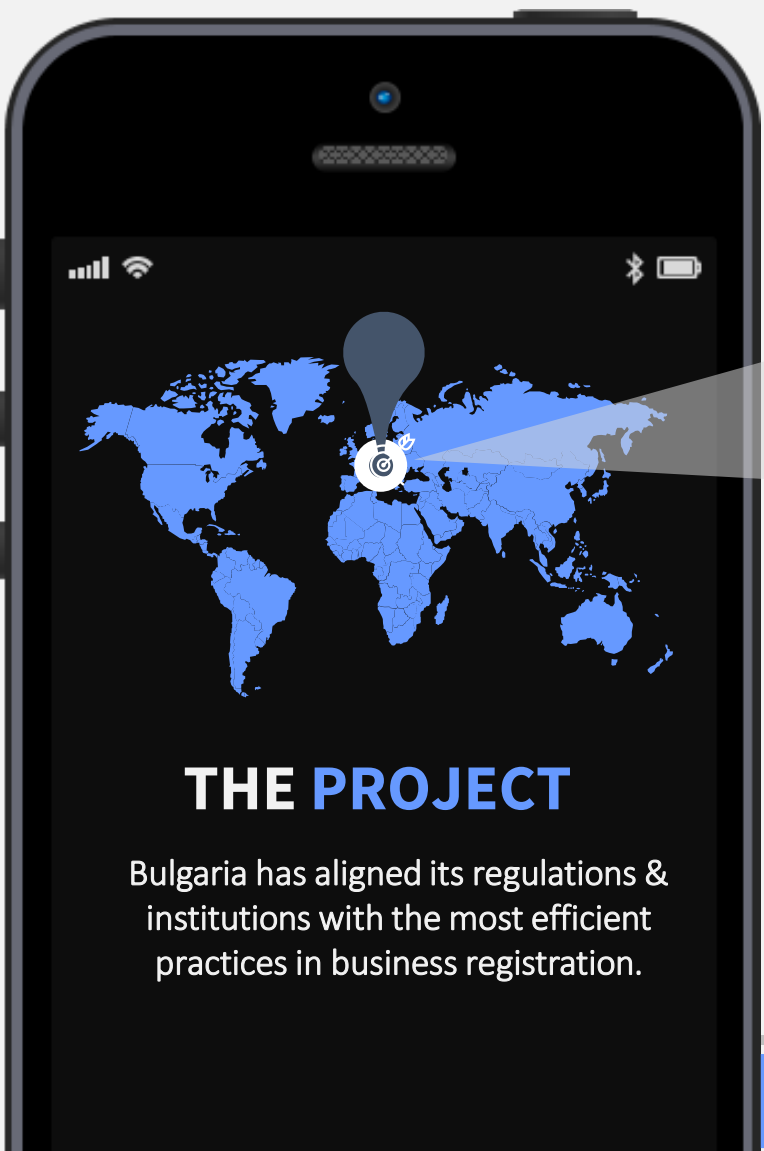 THE PROJECT
Bulgaria has aligned its regulations &
institutions with the most efficient
practices in business registration.